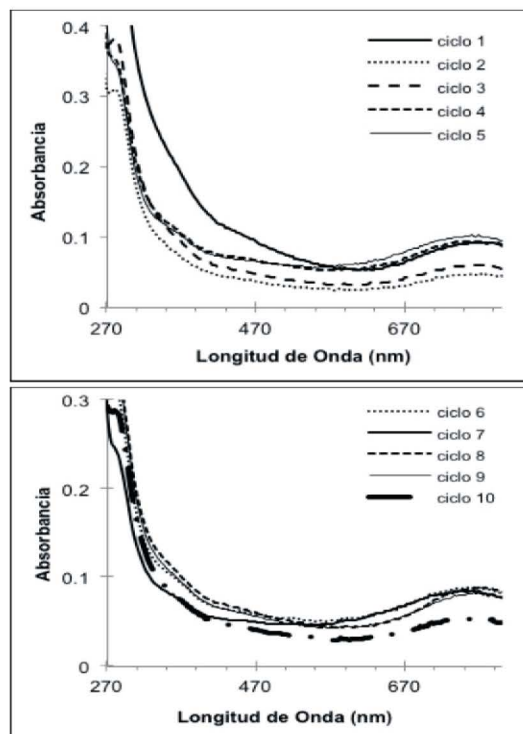 0.4
0.3
0.2
0.1
0
Absorbancia
ciclo 1
ciclo 2
ciclo 3
ciclo 4
ciclo 5
270
470
670
Longitud de Onda (nm)
0.3
0.2
0.1
0
Absorbancia
ciclo 6
ciclo 7
ciclo 8
ciclo 9
ciclo 10
270
470
670
Longitud de Onda (nm)